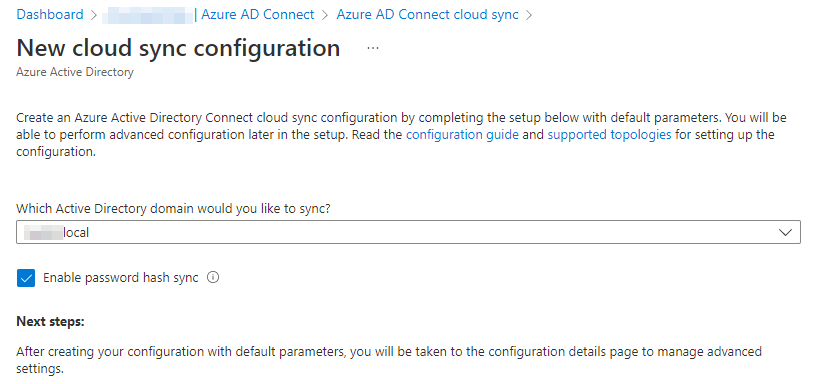 Dashboard > | Azure AD Connect > Azure AD Connect cloud sync >
New cloud sync configuration ...
Azure Active Directory
Create an Azure Active Directory Connect cloud sync configuration by completing the setup below with default parameters. You will be
able to perform advanced configuration later in the setup. Read the configuration guide and supported topologies for setting up the
configuration.
Which Active Directory domain would you like to sync?
local
Enable password hash sync
Next steps:
After creating your configuration with default parameters, you will be taken to the configuration details page to manage advanced
settings.